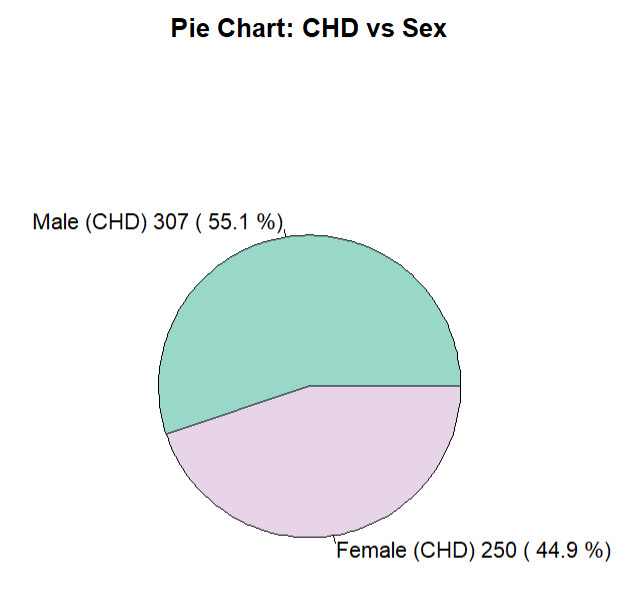 Pie Chart: CHD vs Sex
Male (CHD) 307 ( 55.1 %)
Female (CHD) 250 ( 44.9 %)